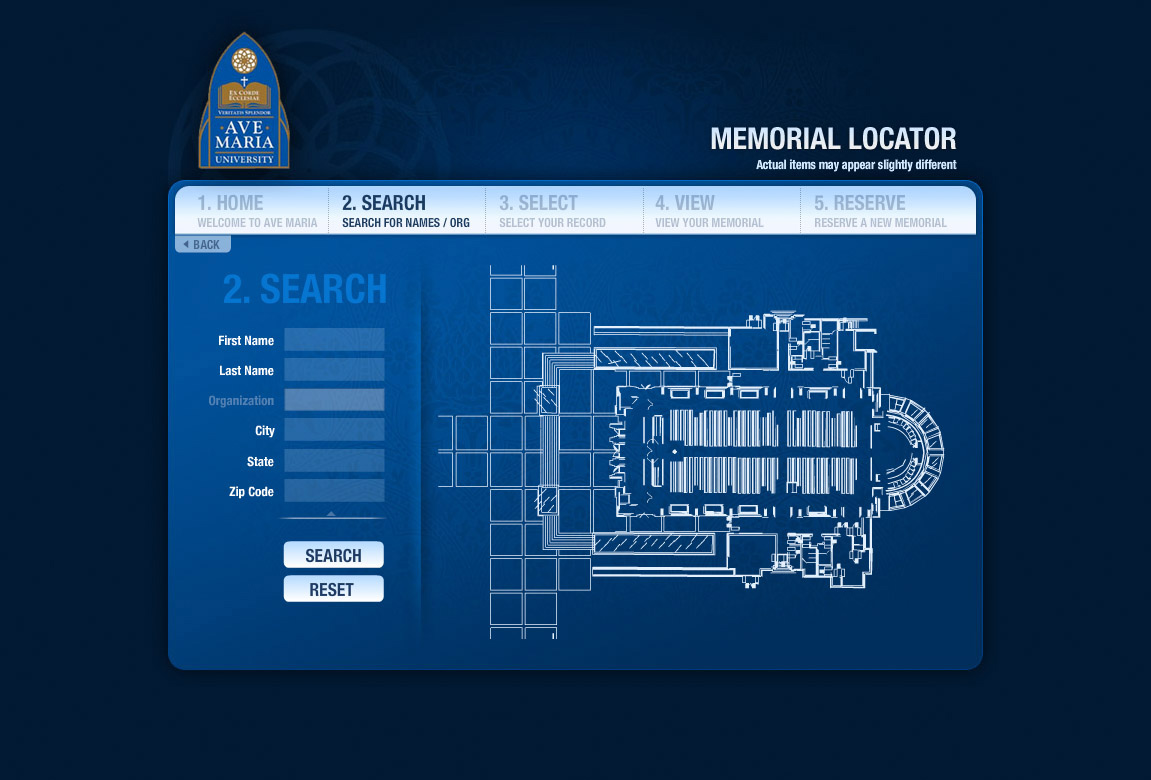 EX CORDE
ECCLESIAE
VERITATIS SPLENDOR
AVE
MARIA
UNIVERSITY
MEMORIAL LOCATOR
Actual items may appear slightly different
1. HOME
WELCOME TO AVE MARIA
2. SEARCH
SEARCH FOR NAMES / ORG
3. SELECT
SELECT YOUR RECORD
4. VIEW
VIEW YOUR MEMORIAL
5. RESERVE
RESERVE A NEW MEMORIAL
BACK
2. SEARCH
First Name
Last Name
Organization
City
State
Zip Code
SEARCH
RESET